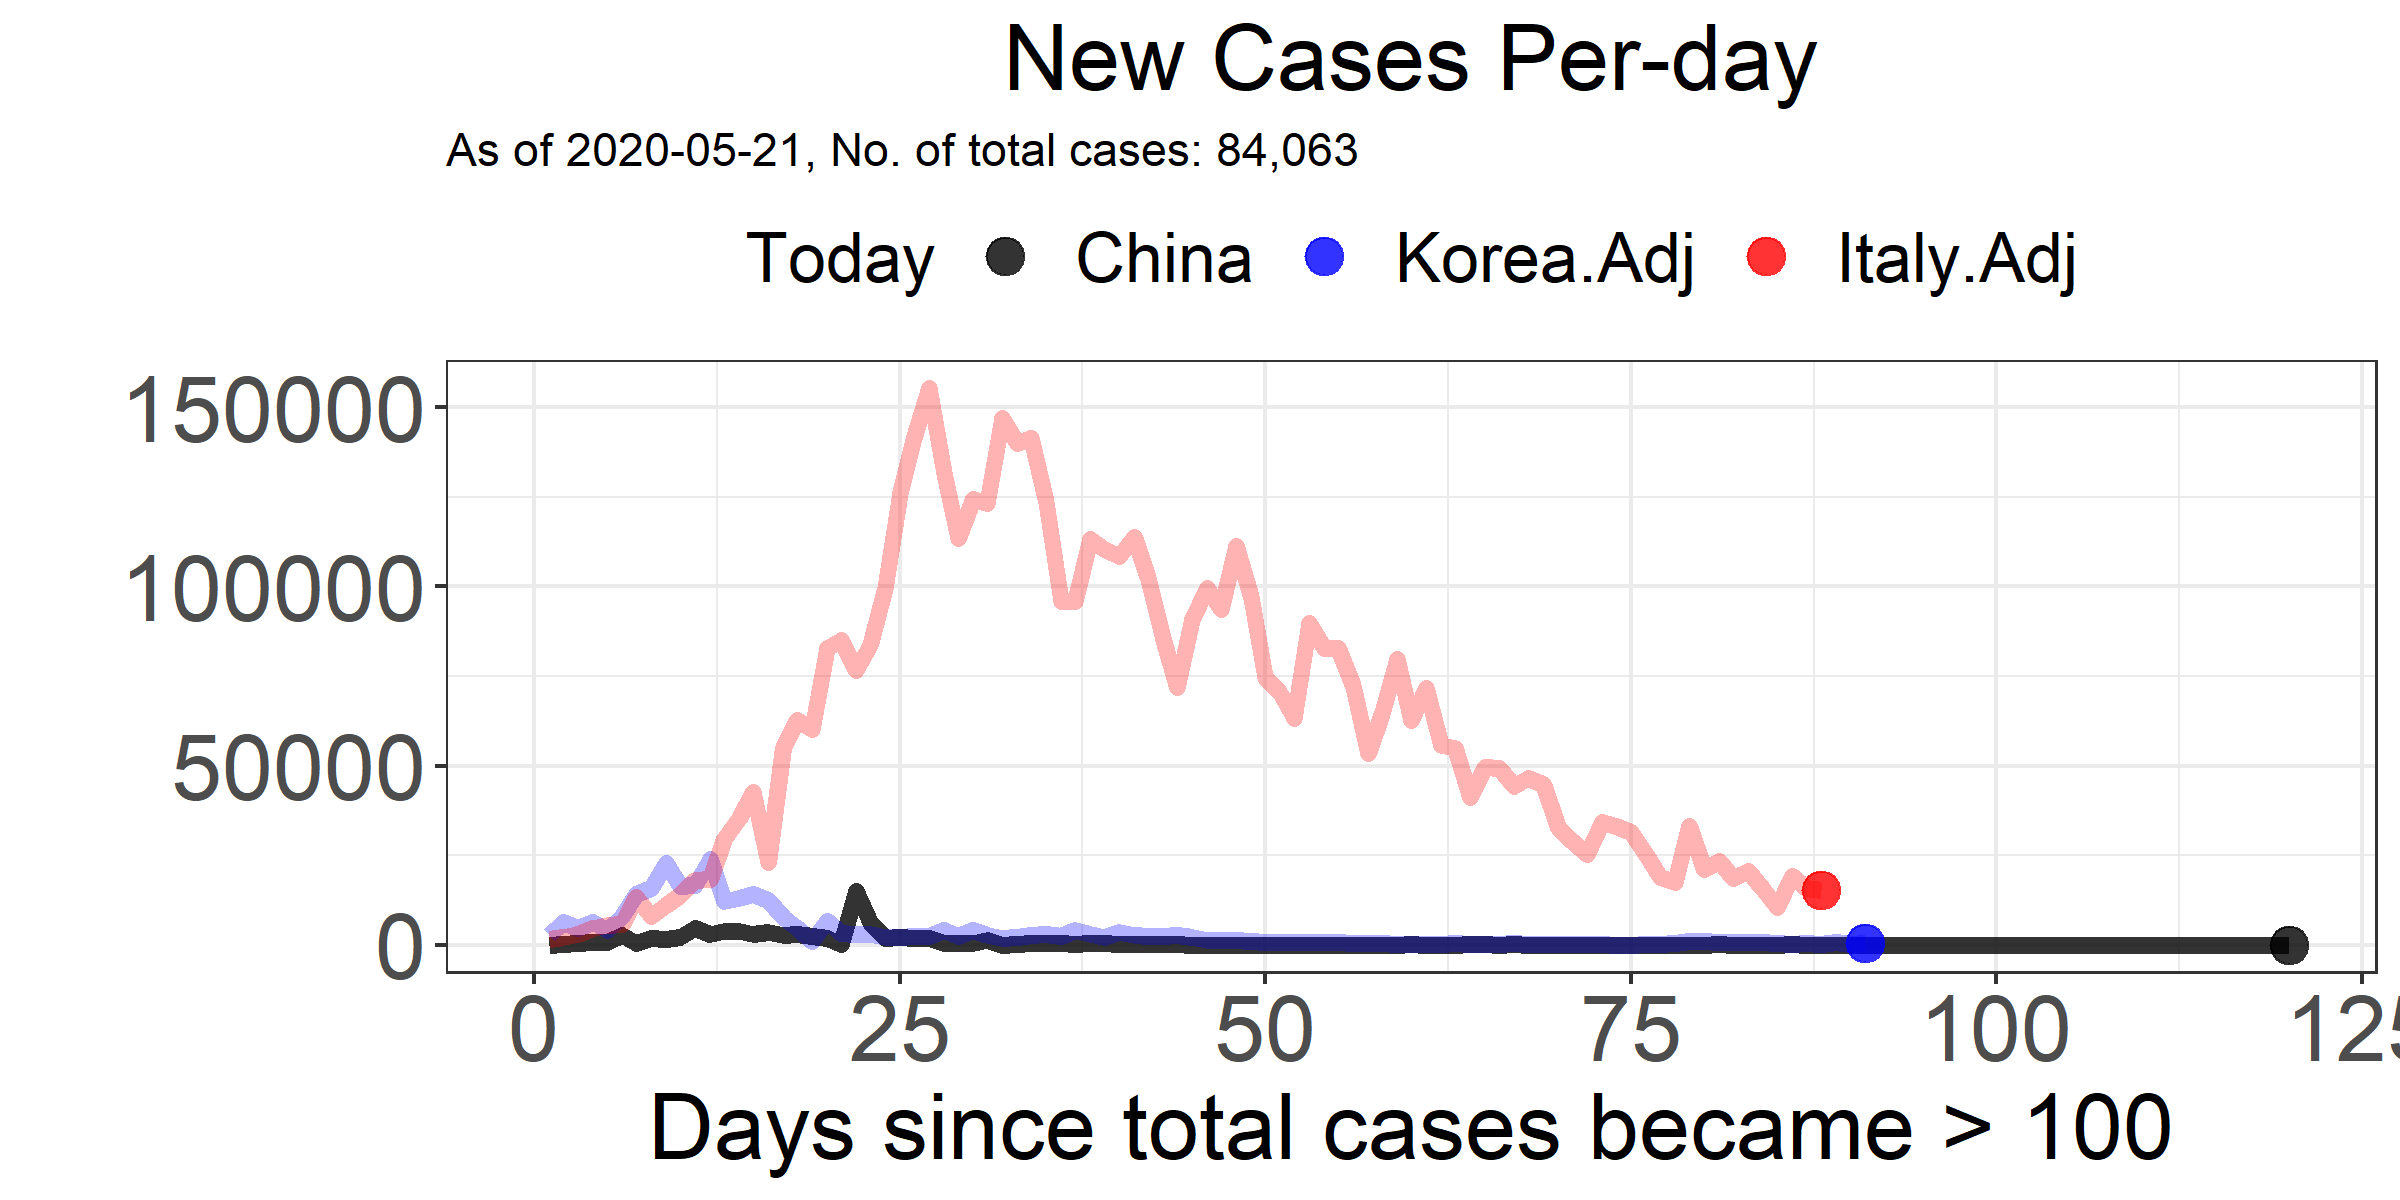 New Cases Per-day
As of 2020-05-21, No. of total cases: 84,063
Today China Korea.Adj Italy.Adj
150000
100000
50000
0
0 25 50 75 100 125
Days since total cases became > 100